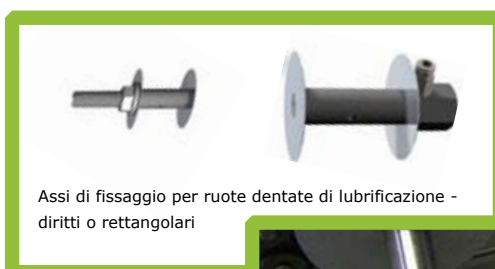 Assi di fissaggio per ruote dentate di lubrificazione -
diritti o rettangolari